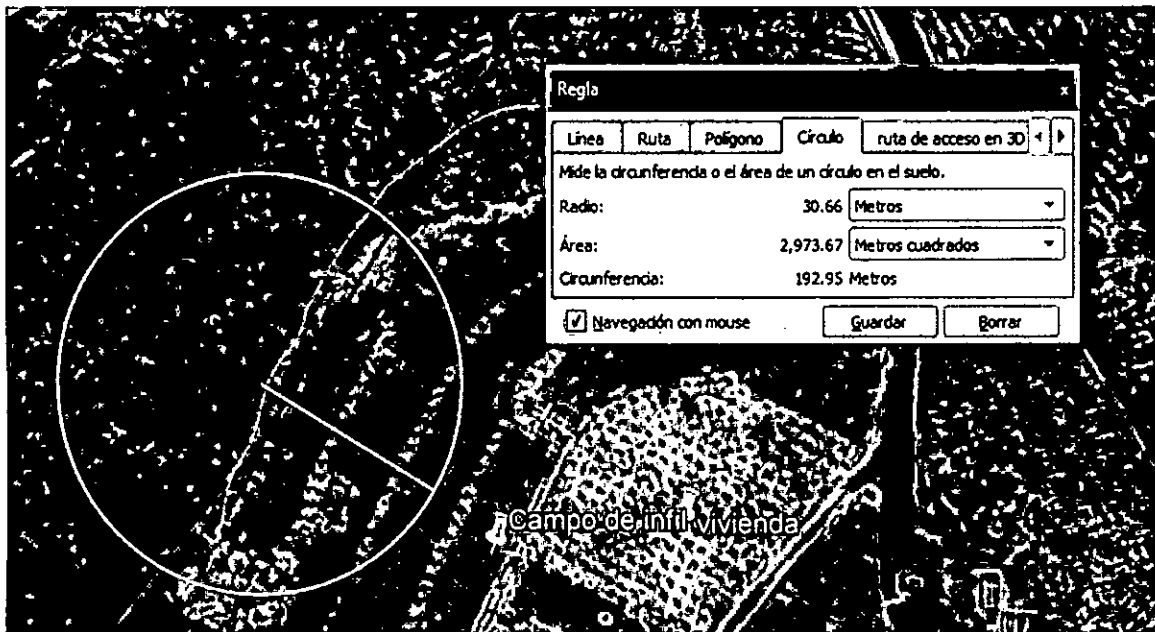 Regla x
Línea Ruta Polígono Círculo ruta de acceso en 3D
Mide la circunferencia o el área de un círculo en el suelo.
Radio: 30.66 Metros
Área: 2,973.67 Metros cuadrados
Circunferencia: 192.95 Metros
Navegación con mouse Guardar Borrar
Campo de infil vivienda